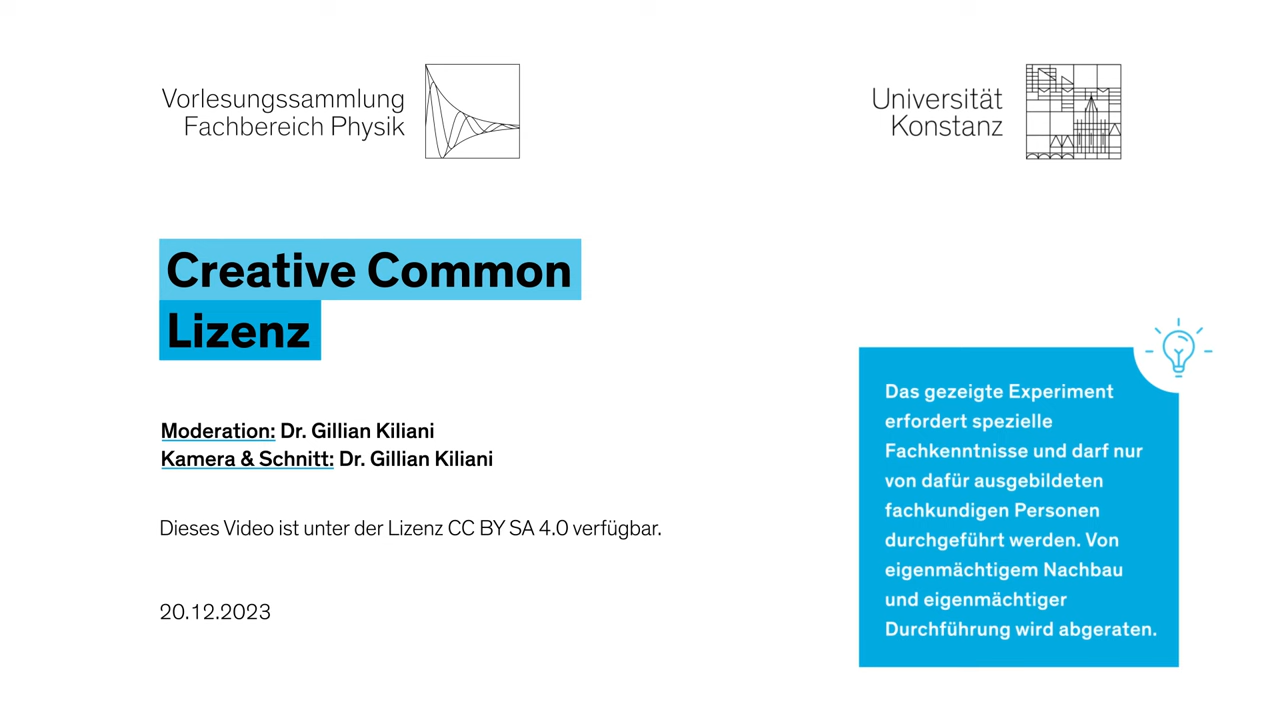 Vorlesungssammlung
Fachbereich Physik
Universität
Konstanz
Creative Common
Lizenz
Moderation: Dr. Gillian Kiliani
Kamera & Schnitt: Dr. Gillian Kiliani
Dieses Video ist unter der Lizenz CC BY SA 4.0 verfügbar.
20.12.2023
Das gezeigte Experiment
erfordert spezielle
Fachkenntnisse und darf nur
von dafür ausgebildeten
fachkundigen Personen
durchgeführt werden. Von
eigenmächtigem Nachbau
und eigenmächtiger
Durchführung wird abgeraten.